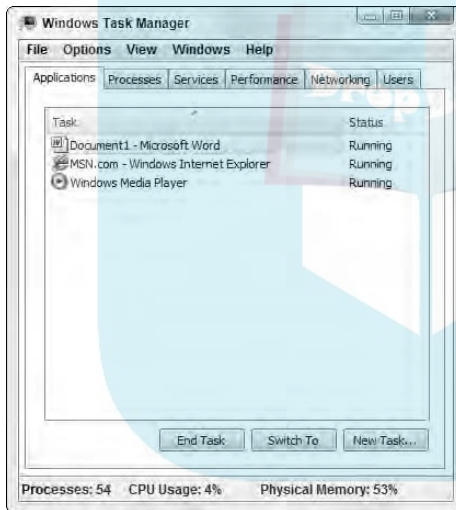 Windows Task Manager
File Options View Windows Help
Applications Processes Services Performance Networking Users
Task Status
Document1 - Microsoft Word Running
MSN.com - Windows Internet Explorer Running
Windows Media Player Running
End Task Switch To New Task...
Processes: 54 CPU Usage: 4% Physical Memory: 53%